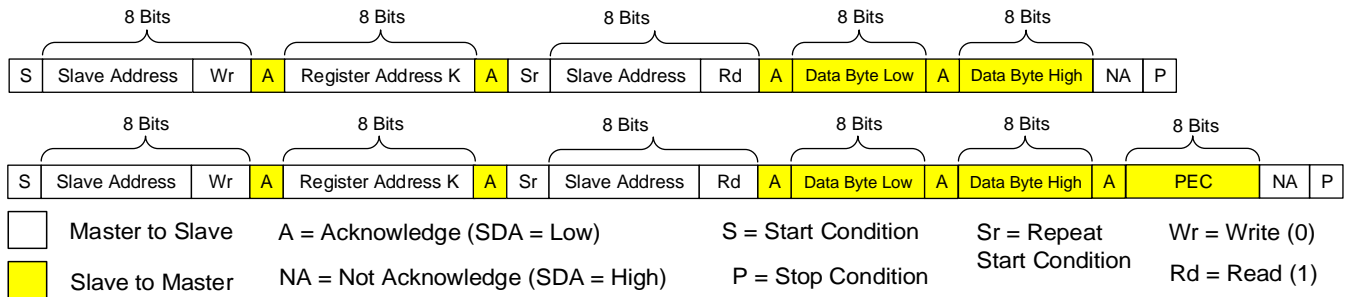 8 Bits 8 Bits 8 Bits 8 Bits 8 Bits
S Slave Address Wr A Register Address K A Sr Slave Address Rd A Data Byte Low A Data Byte High NA P
8 Bits 8 Bits 8 Bits 8 Bits 8 Bits 8 Bits
S Slave Address Wr A Register Address K A Sr Slave Address Rd A Data Byte Low A Data Byte High A PEC NA P
Master to Slave A = Acknowledge (SDA = Low) S = Start Condition Sr = Repeat Start Condition Wr = Write (0)
Slave to Master NA = Not Acknowledge (SDA = High) P = Stop Condition Rd = Read (1)